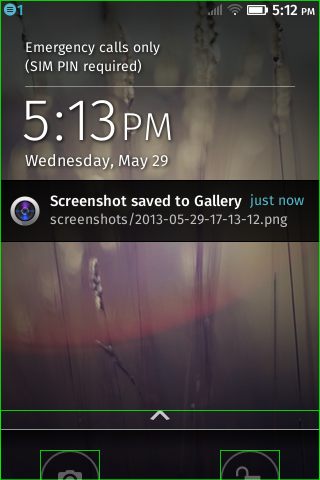 1
5:12 PM
Emergency calls only
(SIM PIN required)
5:13 PM
Wednesday, May 29
Screenshot saved to Gallery just now
screenshots/2013-05-29-17-13-12.png